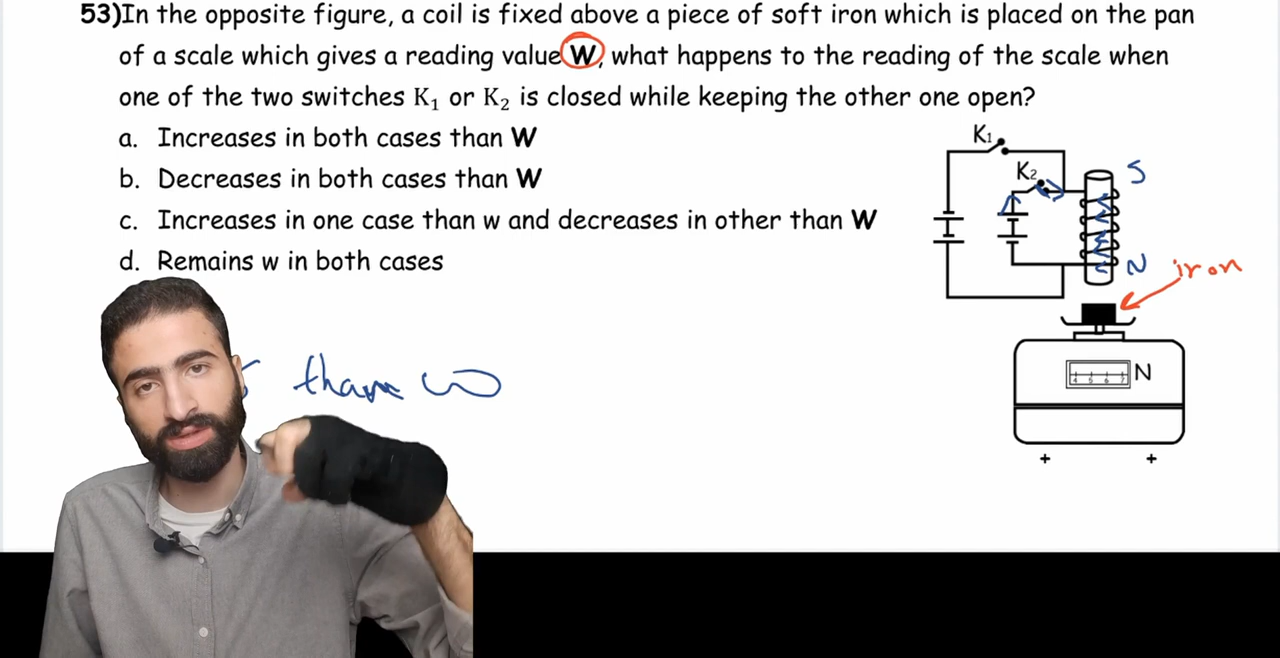 53)In the opposite figure, a coil is fixed above a piece of soft iron which is placed on the pan
of a scale which gives a reading value W, what happens to the reading of the scale when
one of the two switches K₁ or K₂ is closed while keeping the other one open?
a. Increases in both cases than W
b. Decreases in both cases than W
c. Increases in one case than w and decreases in other than W
d. Remains w in both cases
K₁
K₂
S
N
iron
4 5 6 7 N
+ +
than w